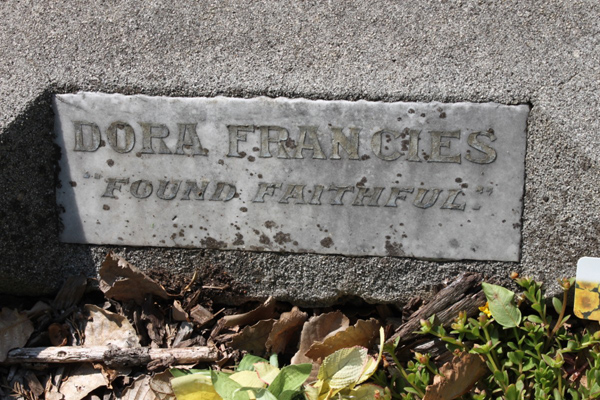 DORA FRANCIES
"FOUND FAITHFUL"